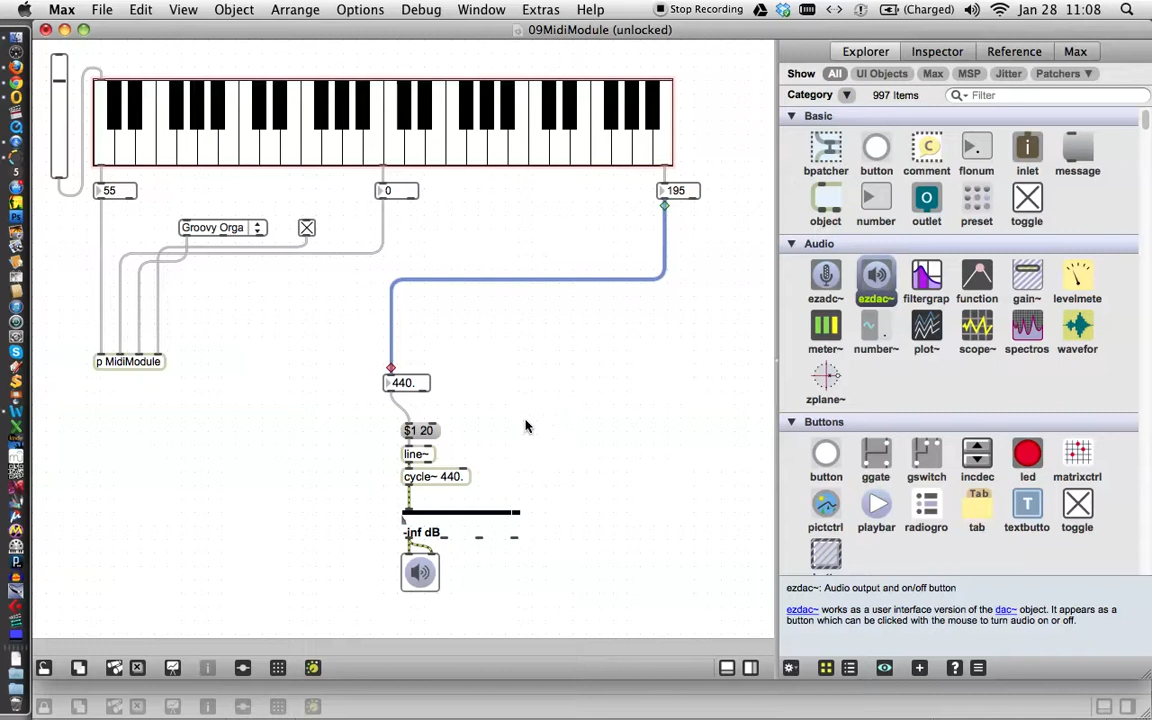 Max File Edit View Object Arrange Options Debug Window Extras Help Stop Recording (Charged) Jan 28 11:08
09MidiModule (unlocked)
Explorer Inspector Reference Max
Show All UI Objects Max MSP Jitter Patchers
Category 997 Items Filter
Basic
bpatcher button comment flonum inlet message
object number outlet preset toggle
Audio
ezadc~ ezdac~ filtergrap function gain~ levelmete
meter~ number~ plot~ scope~ spectros wavefor
zplane~
Buttons
button ggate gswitch incdec led matrixctrl
pictctrl playbar radiogro tab textbutto toggle
Tab
ezdac~: Audio output and on/off button
ezdac~ works as a user interface version of the dac~ object. It appears as a
button which can be clicked with the mouse to turn audio on or off.
55
0
195
Groovy Orga
p MidiModule
440.
$1 20
line~
cycle~ 440.
-inf dB